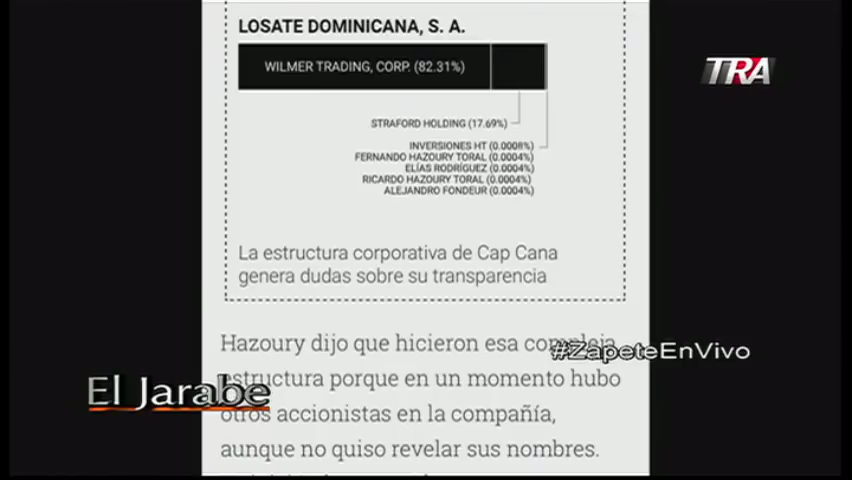 LOSATE DOMINICANA, S. A.
WILMER TRADING, CORP. (82.31%)
TRA
STRAFORD HOLDING (17.69%)
INVERSIONES HT (0.0008%)
FERNANDO HAZOURY TORAL (0.0004%)
ELÍAS RODRÍGUEZ (0.0004%)
RICARDO HAZOURY TORAL (0.0004%)
ALEJANDRO FONDEUR (0.0004%)
La estructura corporativa de Cap Cana
genera dudas sobre su transparencia
Hazoury dijo que hicieron esa compleja
#ZapeteEnVivo
estructura porque en un momento hubo
El Jarabe
otros accionistas en la compañía,
aunque no quiso revelar sus nombres.